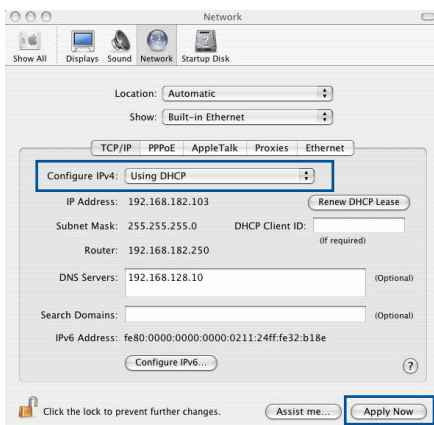 Network
Show All Displays Sound Network Startup Disk
Location: Automatic
Show: Built-in Ethernet
TCP/IP PPPoE AppleTalk Proxies Ethernet
Configure IPv4: Using DHCP
IP Address: 192.168.182.103 Renew DHCP Lease
Subnet Mask: 255.255.255.0 DHCP Client ID:
(If required)
Router: 192.168.182.250
DNS Servers: 192.168.128.10 (Optional)
Search Domains: (Optional)
IPv6 Address: fe80:0000:0000:0000:0211:24ff:fe32:b18e
Configure IPv6... ?
Click the lock to prevent further changes. Assist me... Apply Now